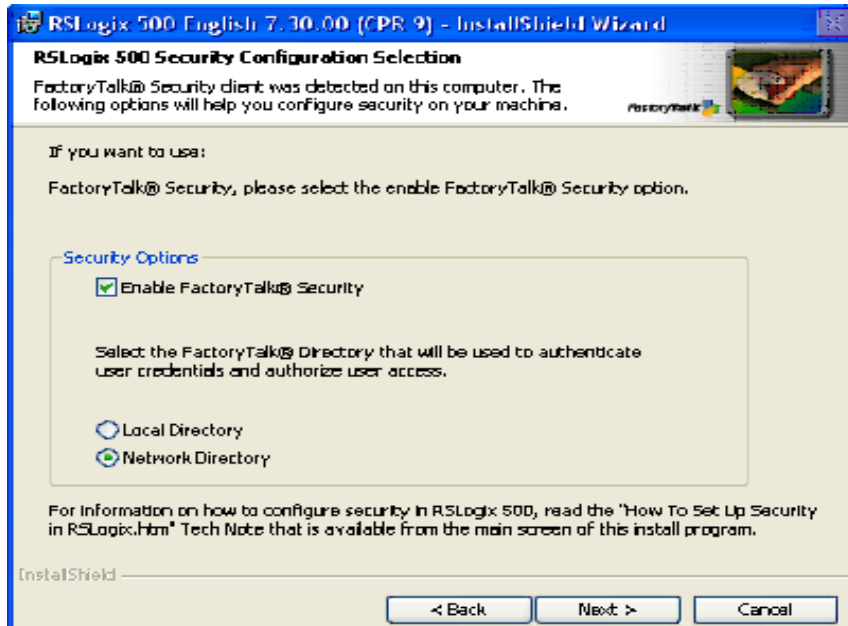 RSLogix 500 English 7.30.00 (CPR 9) - InstallShield Wizard
RSLogix 500 Security Configuration Selection
FactoryTalk® Security client was detected on this computer. The
following options will help you configure security on your machine.
FactoryTalk
If you want to use:
FactoryTalk® Security, please select the enable FactoryTalk® Security option.
Security Options
Enable FactoryTalk® Security
Select the FactoryTalk® Directory that will be used to authenticate
user credentials and authorize user access.
Local Directory
Network Directory
For information on how to configure security in RSLogix 500, read the "How To Set Up Security
in RSLogix.htm" Tech Note that is available from the main screen of this install program.
InstallShield
< Back
Next >
Cancel